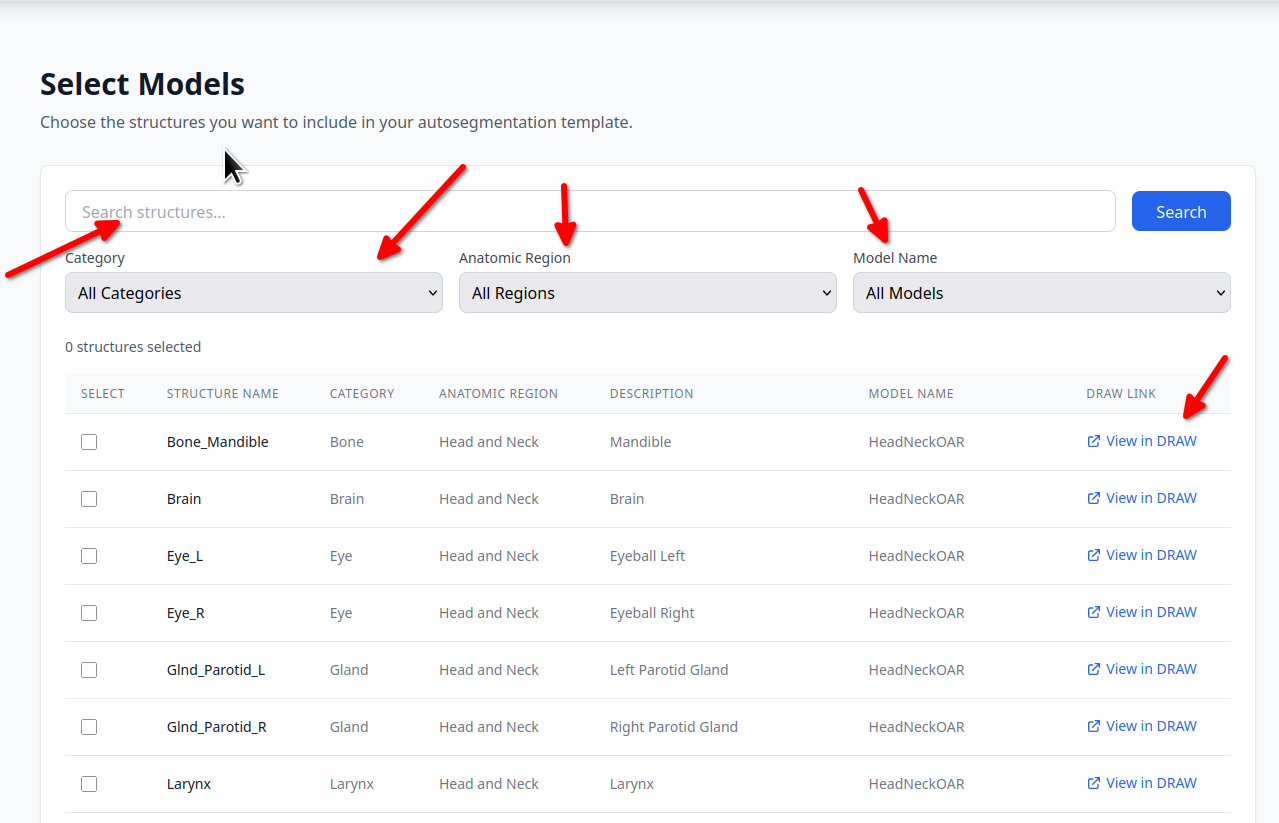 Select Models
Choose the structures you want to include in your autosegmentation template.
Search structures... Search
Category Anatomic Region Model Name
All Categories All Regions All Models
0 structures selected
SELECT STRUCTURE NAME CATEGORY ANATOMIC REGION DESCRIPTION MODEL NAME DRAW LINK
Bone_Mandible Bone Head and Neck Mandible HeadNeckOAR View in DRAW
Brain Brain Head and Neck Brain HeadNeckOAR View in DRAW
Eye_L Eye Head and Neck Eyeball Left HeadNeckOAR View in DRAW
Eye_R Eye Head and Neck Eyeball Right HeadNeckOAR View in DRAW
Glnd_Parotid_L Gland Head and Neck Left Parotid Gland HeadNeckOAR View in DRAW
Glnd_Parotid_R Gland Head and Neck Right Parotid Gland HeadNeckOAR View in DRAW
Larynx Larynx Head and Neck Larynx HeadNeckOAR View in DRAW